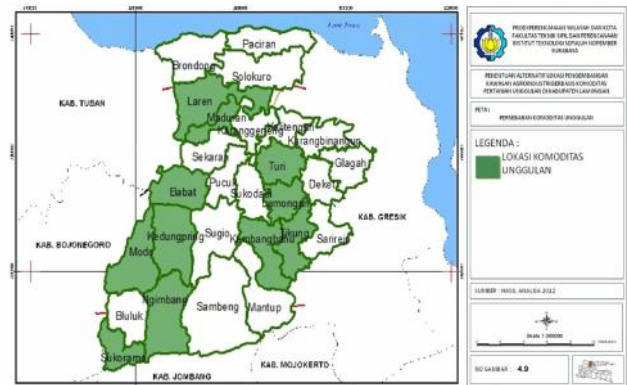 Laut Jawa
Paciran
Brondong
Solokuro
Laren
KAB. TUBAN
Maduran
Karanggeneng
Kalitengah
Karangbinangun
Sekaran
Turi
Glagah
Pucuk
Deket
Babat
Sukodadi
Lamongan
KAB. GRESIK
Kedungpring
Sugio
Kembangbahu
Tikung
Sarirejo
KAB. BOJONEGORO
Modo
Ngimbang
Sambeng
Mantup
Bluluk
Sukorame
KAB. MOJOKERTO
KAB. JOMBANG
PRODI PERENCANAAN WILAYAH DAN KOTA
FAKULTAS TEKNIK SIPIL DAN PERENCANAAN
INSTITUT TEKNOLOGI SEPULUH NOPEMBER
SURABAYA
PENENTUAN ALTERNATIF LOKASI PENGEMBANGAN
KAWASAN AGROINDUSTRI BERBASIS KOMODITAS
PERTANIAN UNGGULAN DI KABUPATEN LAMONGAN
PETA :
PERSEBARAN KOMODITAS UNGGULAN
LEGENDA :
LOKASI KOMODITAS
UNGGULAN
SUMBER : HASIL ANALISA 2012
NO GAMBAR : 4.9